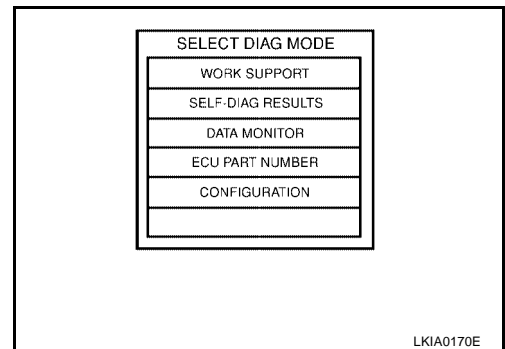 SELECT DIAG MODE
WORK SUPPORT
SELF-DIAG RESULTS
DATA MONITOR
ECU PART NUMBER
CONFIGURATION
LKIA0170E